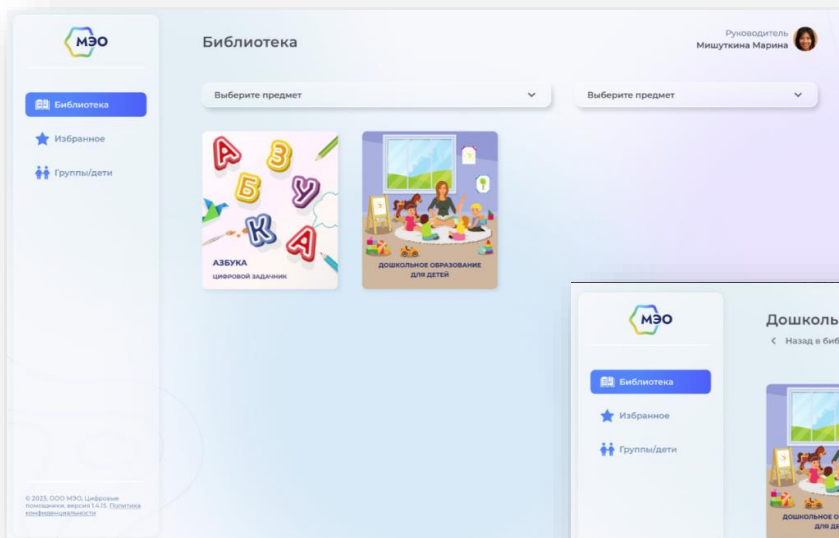 МЭО
Библиотека
Руководитель
Мишуткина Марина
Библиотека
Избранное
Группы/дети
Выберите предмет
Выберите предмет
А З
Б У
К А
АЗБУКА
ЦИФРОВОЙ ЗАДАЧНИК
ДОШКОЛЬНОЕ ОБРАЗОВАНИЕ
ДЛЯ ДЕТЕЙ
© 2023, ООО МЭО, Цифровые
помощники, версия 1.4.13. Политика
конфиденциальности
МЭО
Дошколь
Назад в биб
Библиотека
Избранное
Группы/дети
ДОШКОЛЬНОЕ О
ДЛЯ ДЕ